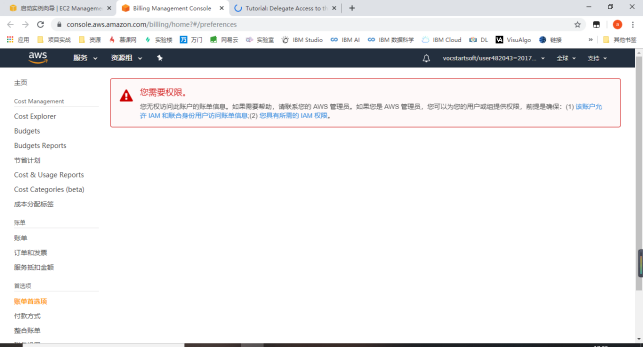 启动实例向导 | EC2 Manageme
Billing Management Console
Tutorial: Delegate Access to th
console.aws.amazon.com/billing/home?#/preferences
应用
项目实战
资源
慕课网
实验楼
万门
网易云
实验室
IBM Studio
IBM AI
IBM 数据科学
IBM Cloud
DL
VisuAlgo
链接
其他书签
aws
服务
资源组
vocstartsoft/user482043=2017...
全球
支持
主页
Cost Management
Cost Explorer
Budgets
Budgets Reports
节省计划
Cost & Usage Reports
Cost Categories (beta)
成本分配标签
账单
账单
订单和发票
服务抵扣金额
首选项
账单首选项
付款方式
整合账单
您需要权限。
您无权访问此账户的账单信息。如果需要帮助，请联系您的 AWS 管理员。如果您是 AWS 管理员，您可以为您的用户或组提供权限，前提是确保：(1) 该账户允
许 IAM 和联合身份用户访问账单信息;(2) 您具有所需的 IAM 权限。